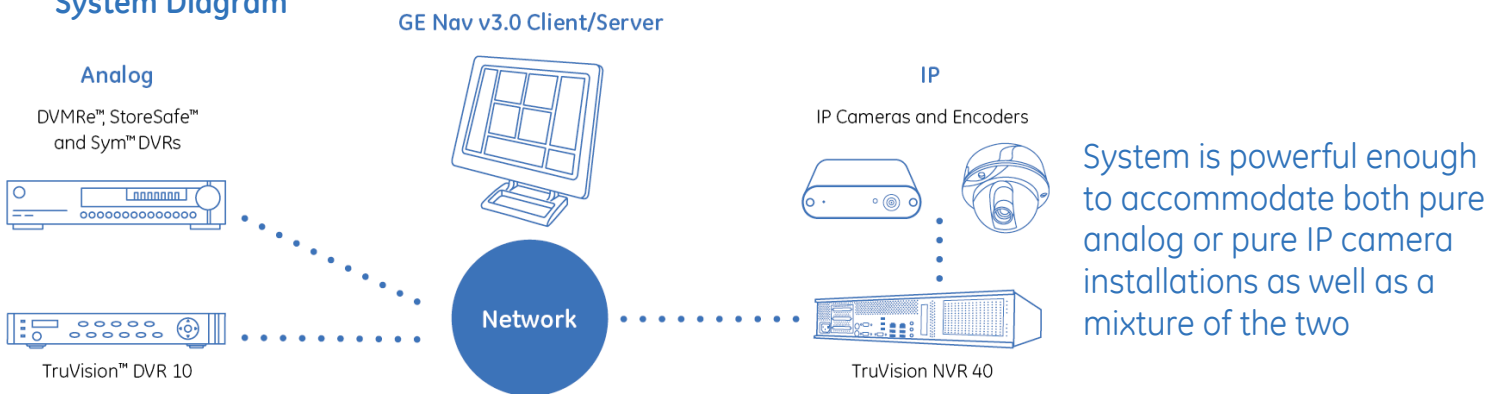 System Diagram
GE Nav v3.0 Client/Server
Analog
DVMRe™, StoreSafe™
and Sym™ DVRs
TruVision™ DVR 10
Network
IP
IP Cameras and Encoders
TruVision NVR 40
System is powerful enough
to accommodate both pure
analog or pure IP camera
installations as well as a
mixture of the two